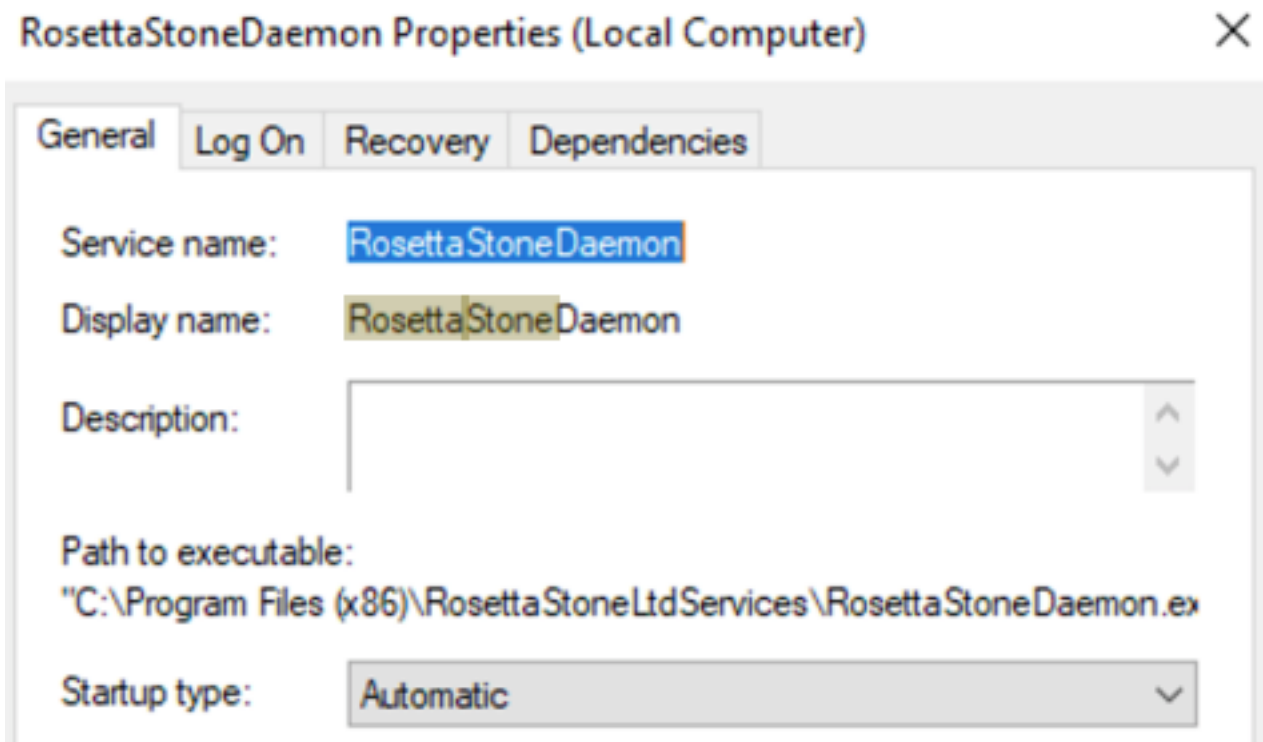 RosettaStoneDaemon Properties (Local Computer)
General Log On Recovery Dependencies
Service name: RosettaStoneDaemon
Display name: RosettaStoneDaemon
Description:
Path to executable:
"C:\Program Files (x86)\RosettaStoneLtdServices\RosettaStoneDaemon.ex
Startup type: Automatic